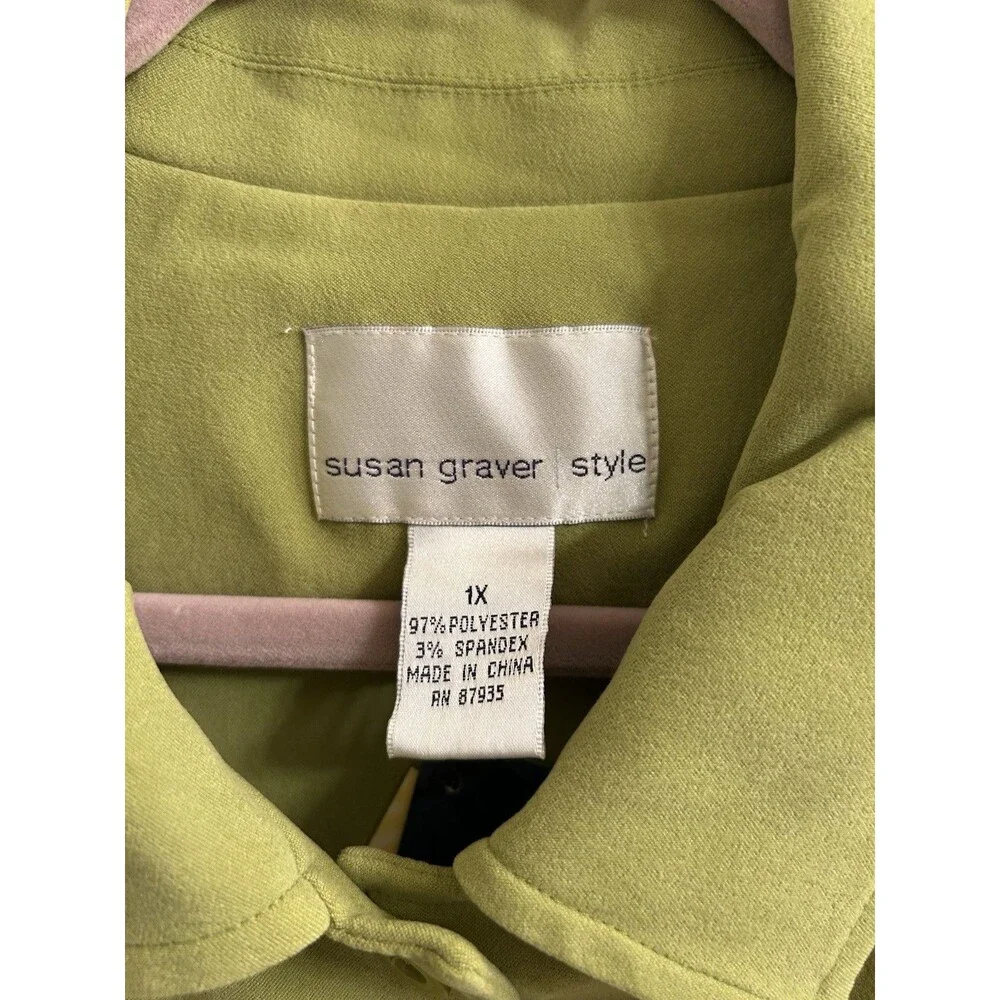 susan graver | style
1X
97% POLYESTER
3% SPANDEX
MADE IN CHINA
RN 87935